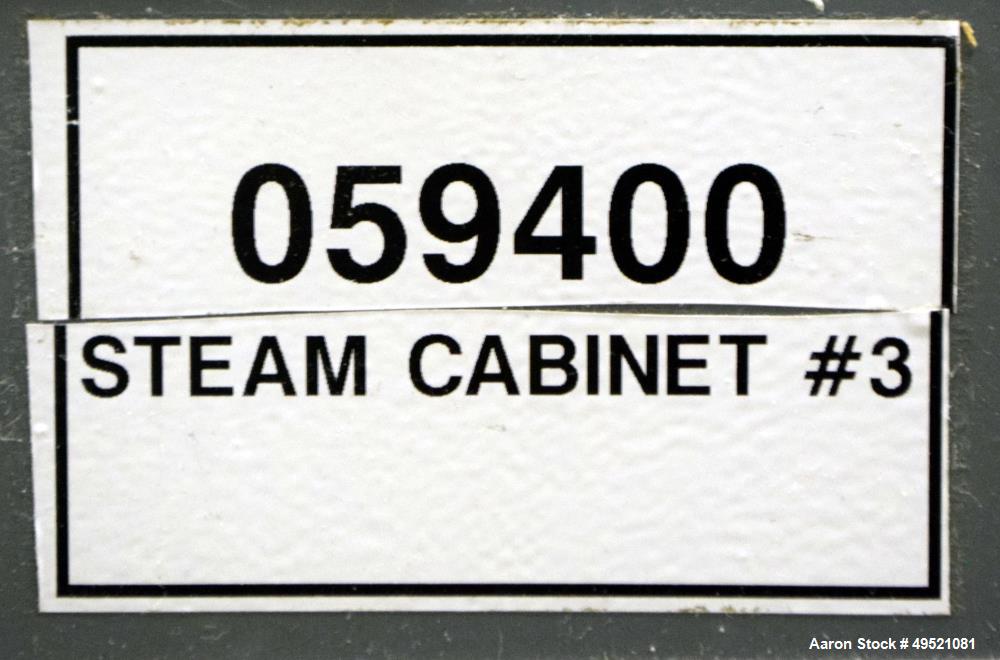 059400
STEAM CABINET #3
Aaron Stock # 49521081